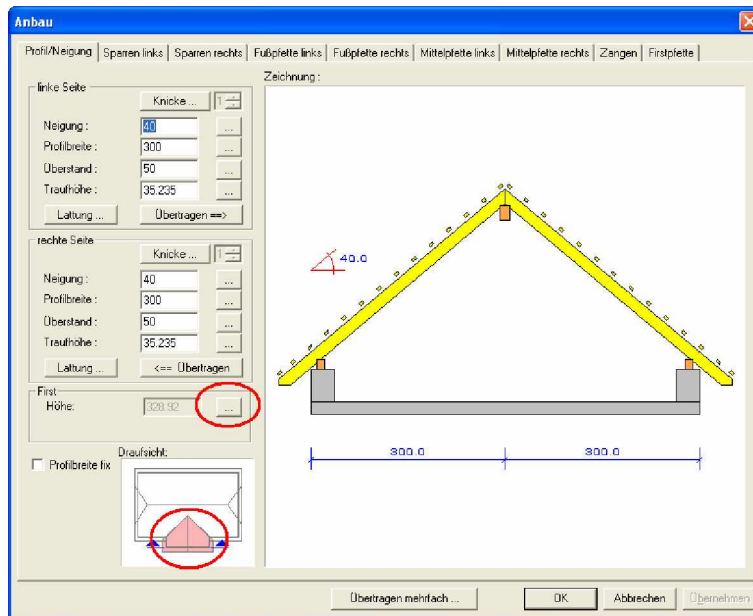 Anbau
Profil/Neigung Sparren links Sparren rechts Fußpfette links Fußpfette rechts Mittelpfette links Mittelpfette rechts Zangen Firstpfette
linke Seite
Knicke ... 1
Neigung : 40 ...
Profilbreite : 300 ...
Überstand : 50 ...
Traufhöhe : 35.235 ...
Lattung ... Übertragen ==>
rechte Seite
Knicke ... 1
Neigung : 40 ...
Profilbreite : 300 ...
Überstand : 50 ...
Traufhöhe : 35.235 ...
Lattung ... <== Übertragen
First
Höhe: 328.92 ...
Profilbreite fix
Draufsicht:
Zeichnung :
40.0
300.0 300.0
Übertragen mehrfach ... OK Abbrechen Übernehmen